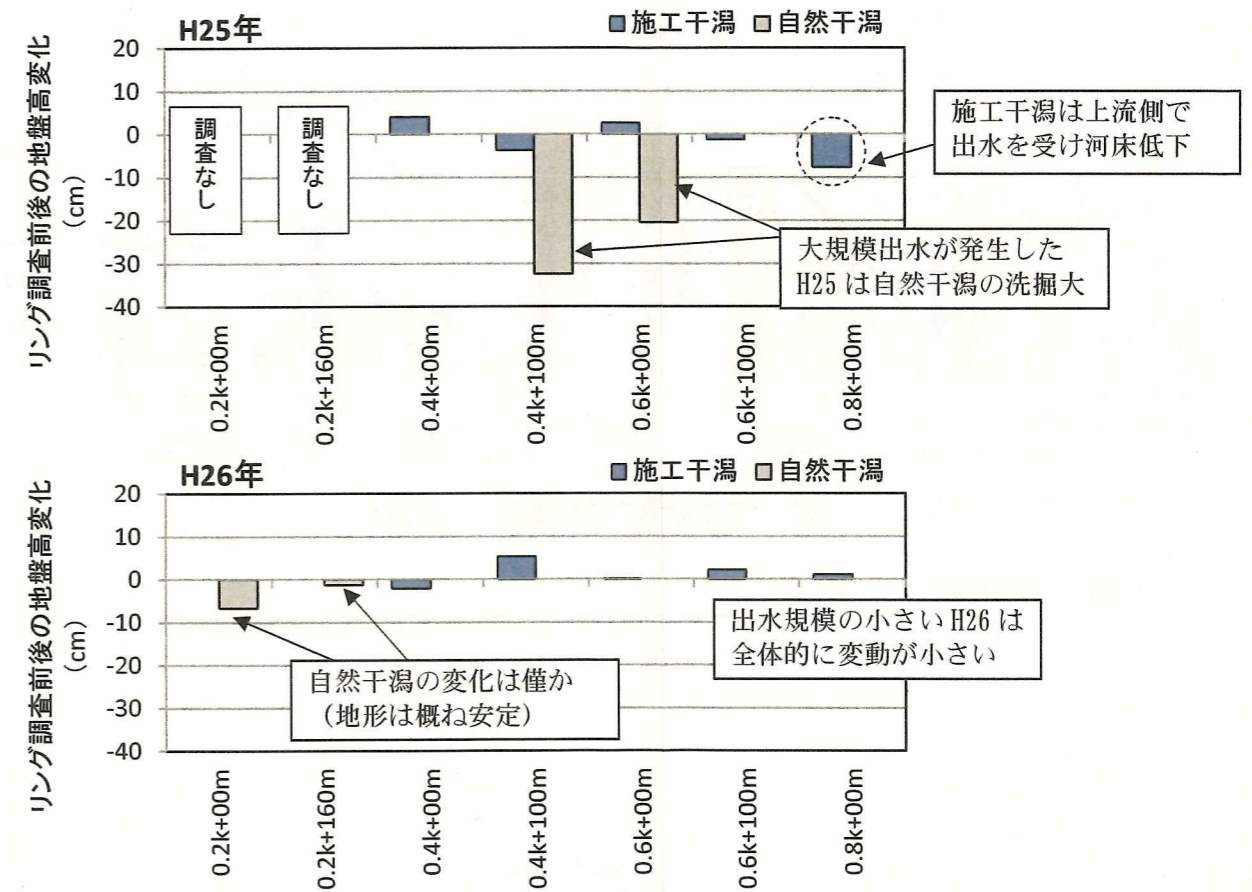 H25年
施工干潟 自然干潟
リング調査前後の地盤高変化
(cm)
20
10
0
-10
-20
-30
-40
調査なし
調査なし
施工干潟は上流側で
出水を受け河床低下
大規模出水が発生した
H25は自然干潟の洗掘大
0.2k+00m
0.2k+160m
0.4k+00m
0.4k+100m
0.6k+00m
0.6k+100m
0.8k+00m
H26年
施工干潟 自然干潟
リング調査前後の地盤高変化
(cm)
20
10
0
-10
-20
-30
-40
出水規模の小さいH26は
全体的に変動が小さい
自然干潟の変化は僅か
(地形は概ね安定)
0.2k+00m
0.2k+160m
0.4k+00m
0.4k+100m
0.6k+00m
0.6k+100m
0.8k+00m